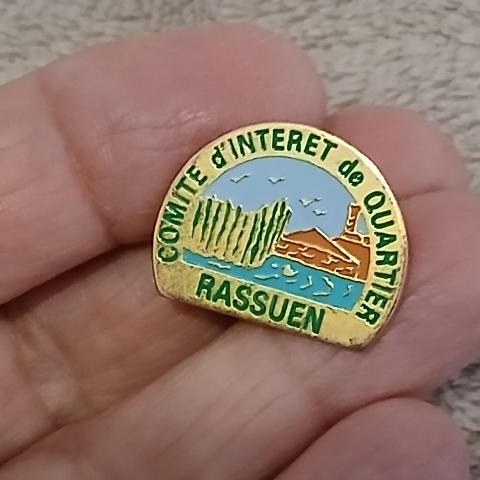 COMITE d'INTERET de QUARTIER
RASSUEN